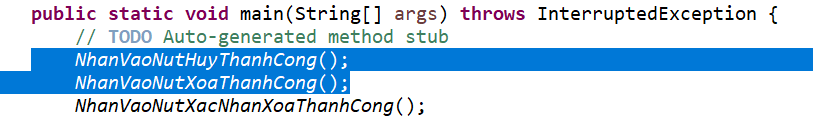 public static void main(String[] args) throws InterruptedException {
// TODO Auto-generated method stub
NhanVaoNutHuyThanhCong();
NhanVaoNutXoaThanhCong();
NhanVaoNutXacNhanXoaThanhCong();